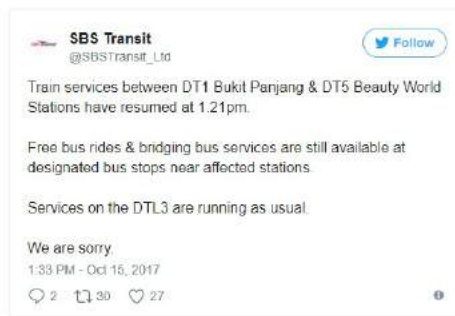 SBS Transit
@SBSTransit_Ltd
Follow
Train services between DT1 Bukit Panjang & DT5 Beauty World
Stations have resumed at 1.21pm.
Free bus rides & bridging bus services are still available at
designated bus stops near affected stations.
Services on the DTL3 are running as usual.
We are sorry.
1:33 PM - Oct 15, 2017
2 30 27